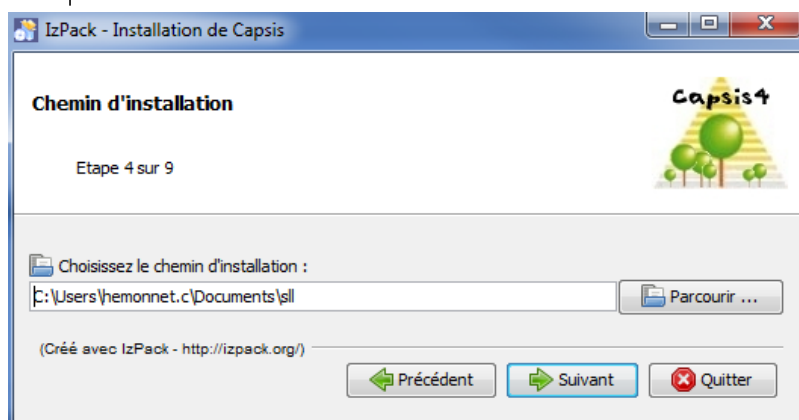 IzPack - Installation de Capsis
Chemin d'installation
Capsis4
Etape 4 sur 9
Choisissez le chemin d'installation :
C:\Users\hemonnet.c\Documents\sll
Parcourir ...
(Créé avec IzPack - http://izpack.org/)
Précédent
Suivant
Quitter